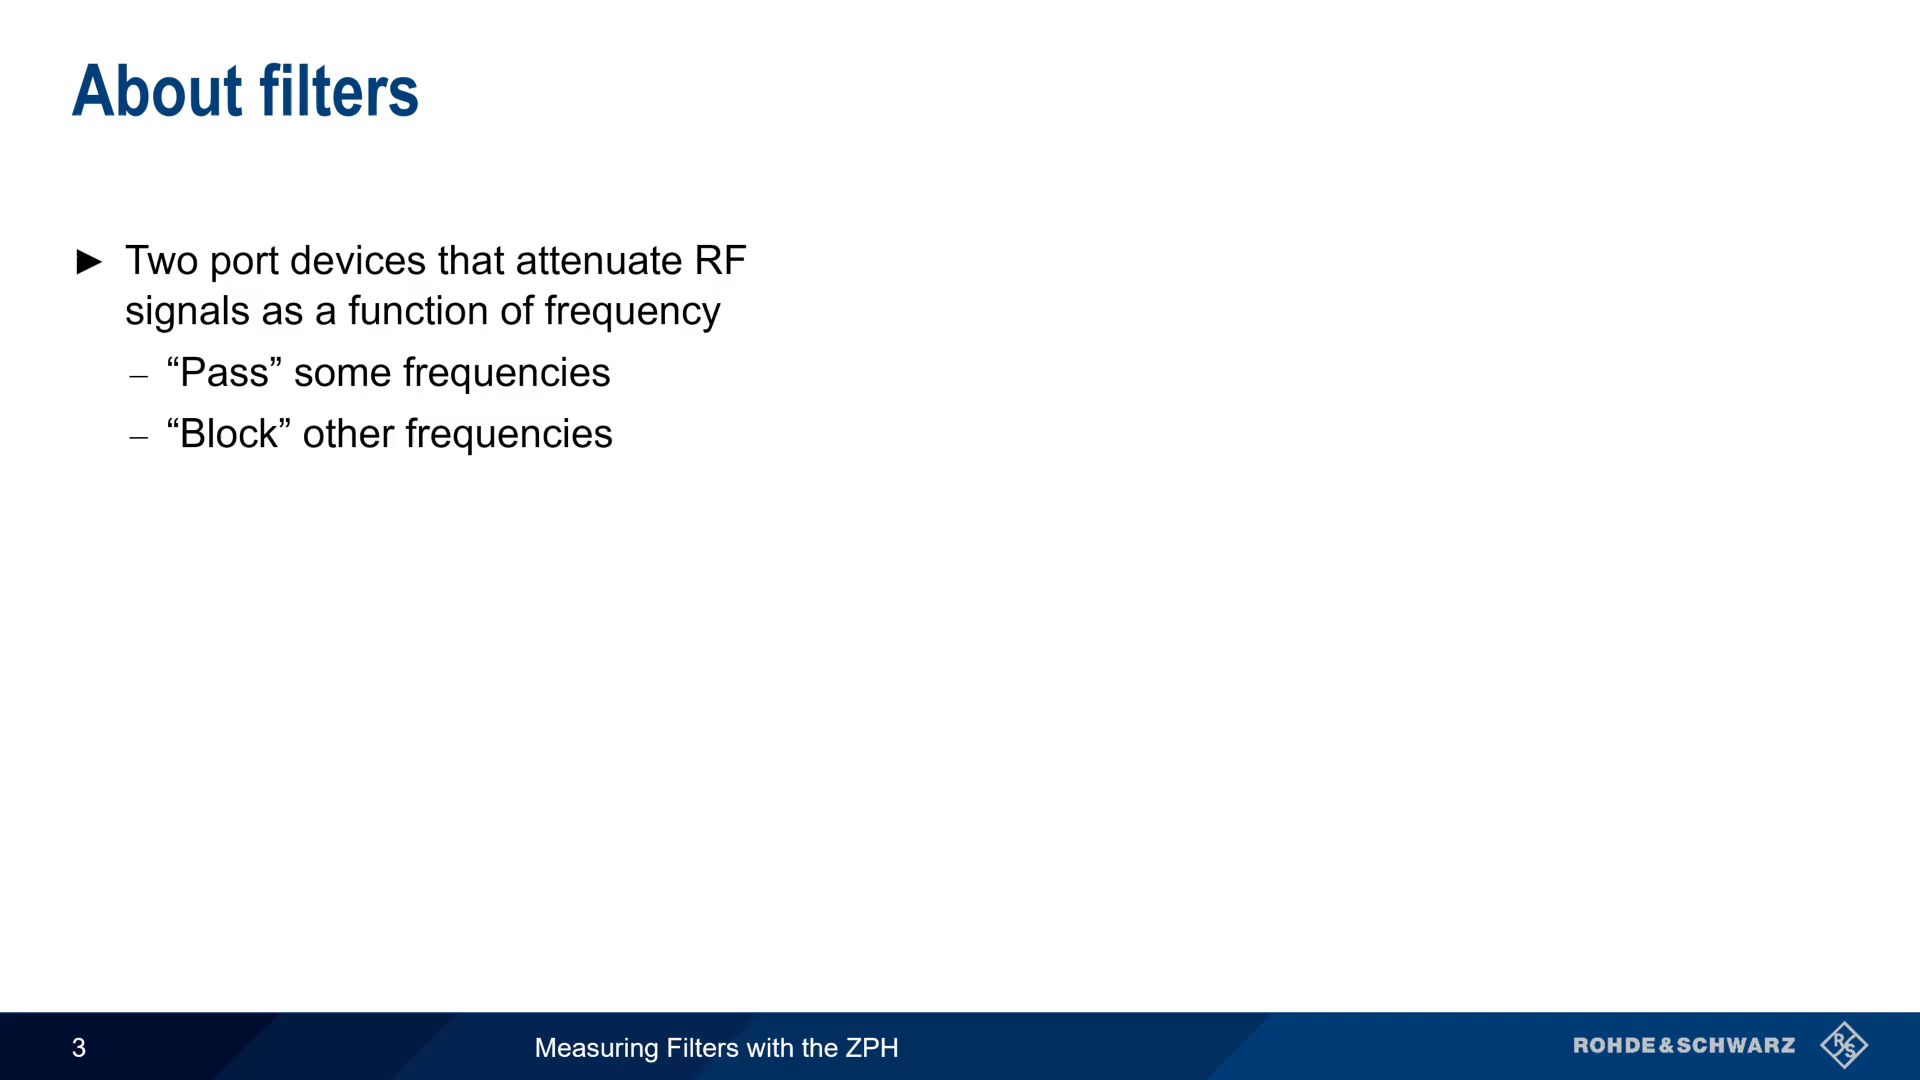 About filters
► Two port devices that attenuate RF
signals as a function of frequency
– “Pass” some frequencies
– “Block” other frequencies
3
Measuring Filters with the ZPH
ROHDE&SCHWARZ
R&S